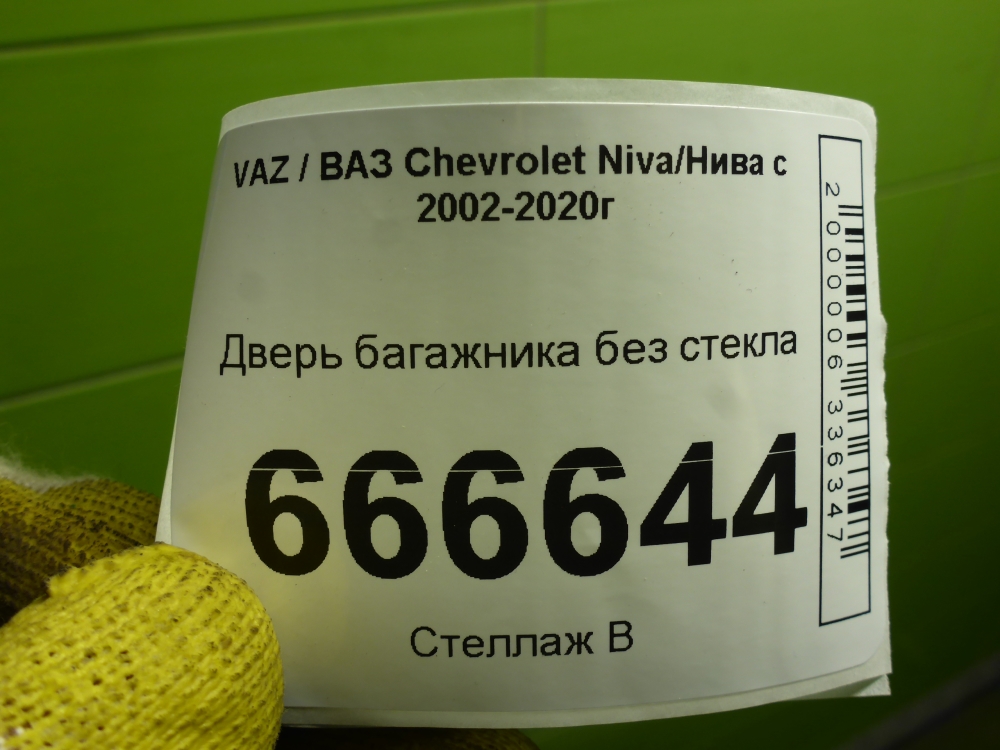 VAZ / ВАЗ Chevrolet Niva/Нива с
2002-2020г
Дверь багажника без стекла
666644
Стеллаж В
2000006336347